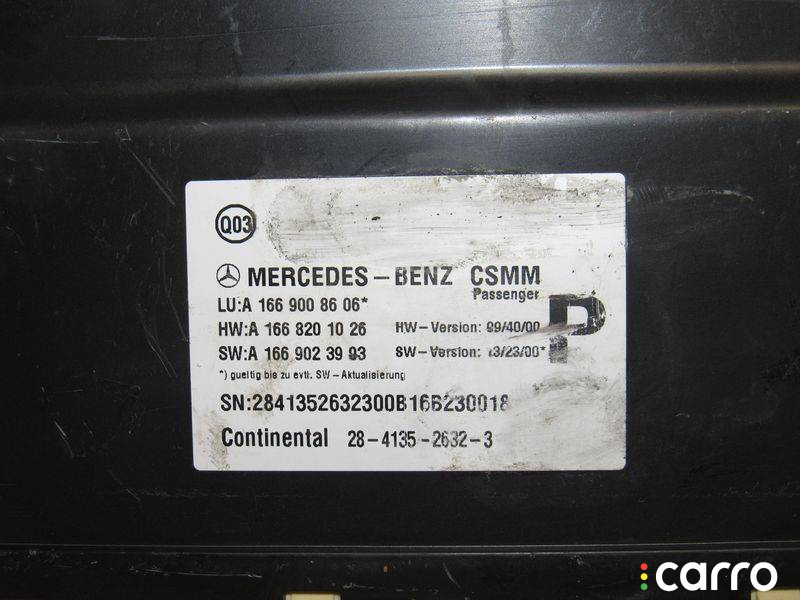 Q03
MERCEDES-BENZ CSMM
Passenger
LU:A 166 900 86 06*
HW:A 166 820 10 26 HW-Version: 09/40/00
SW:A 166 902 39 93 SW-Version: 13/23/00*
P
*) gueltig bis zu evtl. SW-Aktualisierung
SN:2841352632300B16B230018
Continental 28-4135-2632-3
carro